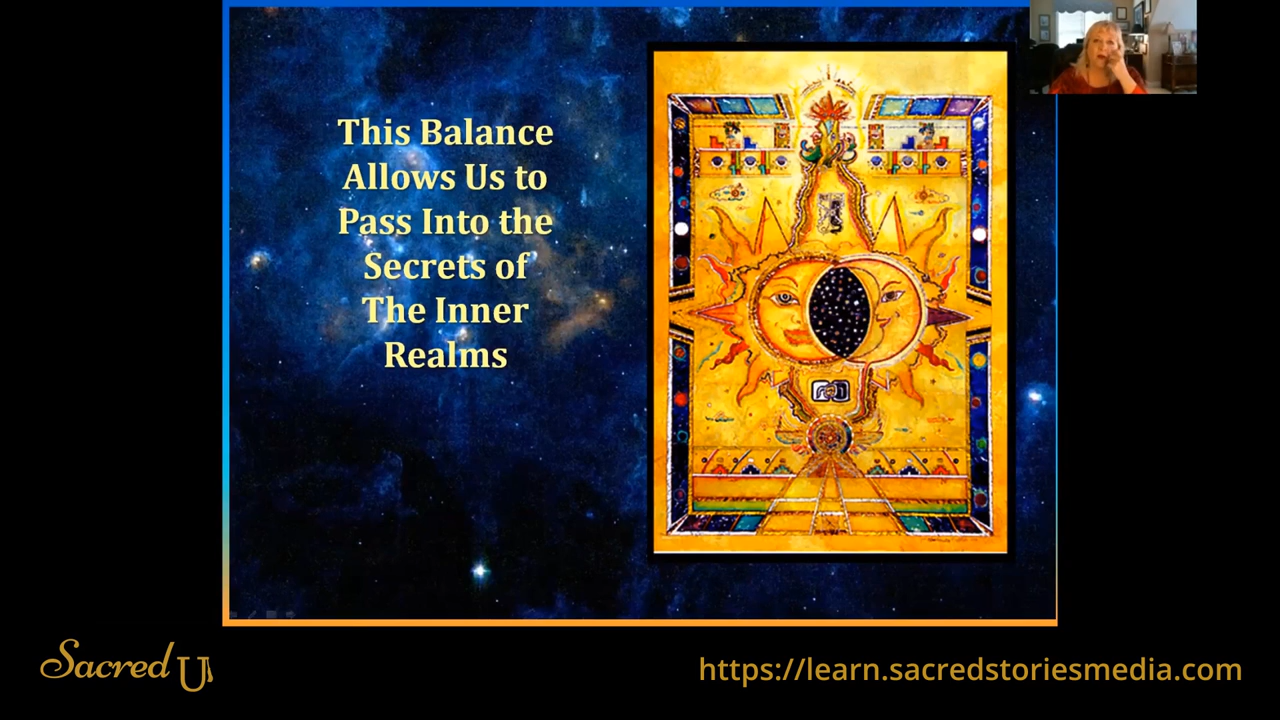 This Balance
Allows Us to
Pass Into the
Secrets of
The Inner
Realms
Sacred U
https://learn.sacredstoriesmedia.com